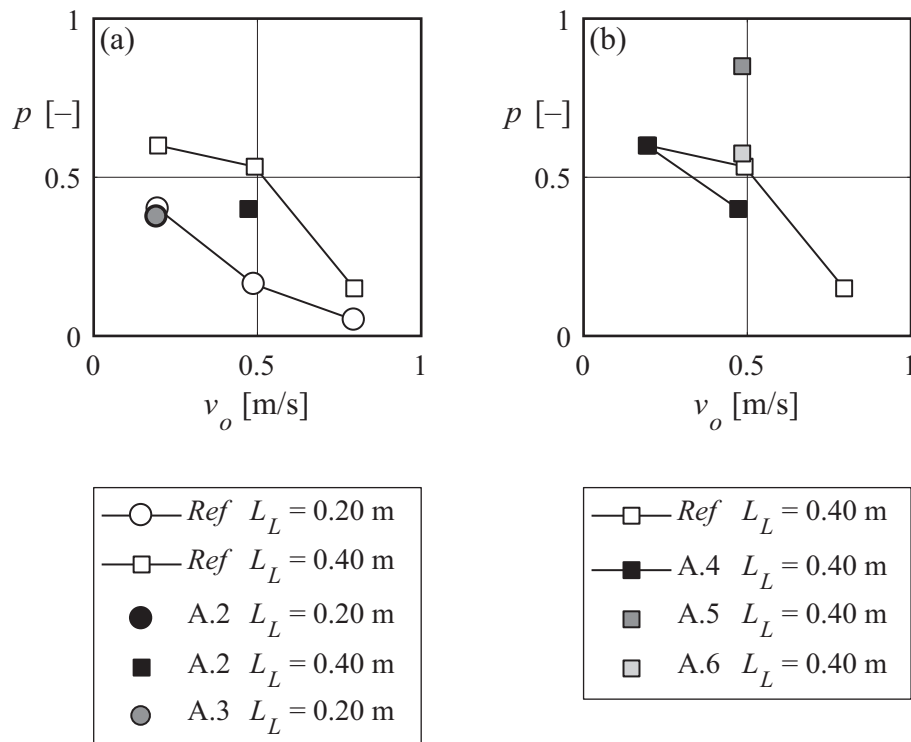 1
(a)
p [–]
0.5
0
0
0.5
1
v_o [m/s]
Ref L_L = 0.20 m
Ref L_L = 0.40 m
A.2 L_L = 0.20 m
A.2 L_L = 0.40 m
A.3 L_L = 0.20 m
1
(b)
p [–]
0.5
0
0
0.5
1
v_o [m/s]
Ref L_L = 0.40 m
A.4 L_L = 0.40 m
A.5 L_L = 0.40 m
A.6 L_L = 0.40 m